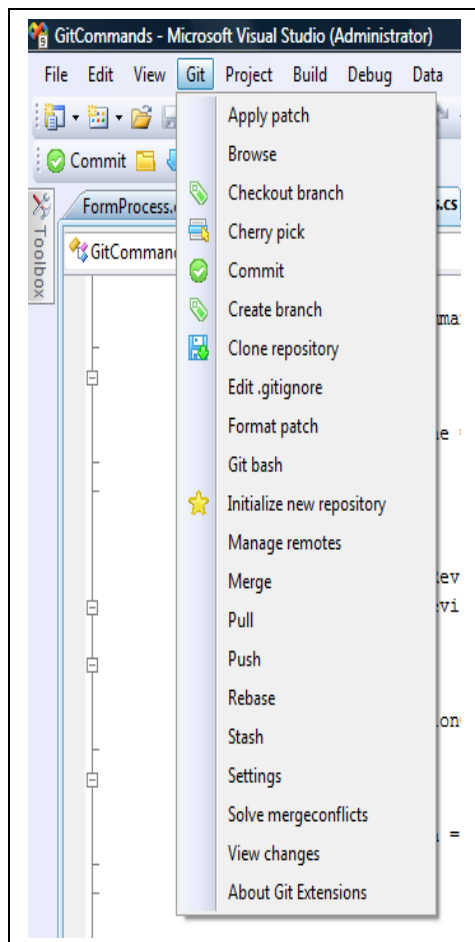 GitCommands - Microsoft Visual Studio (Administrator)
File Edit View Git Project Build Debug Data
Commit
Toolbox
FormProcess.
s.cs
GitComman
Apply patch
Browse
Checkout branch
Cherry pick
Commit
Create branch
Clone repository
Edit .gitignore
Format patch
Git bash
Initialize new repository
Manage remotes
Merge
Pull
Push
Rebase
Stash
Settings
Solve mergeconflicts
View changes
About Git Extensions